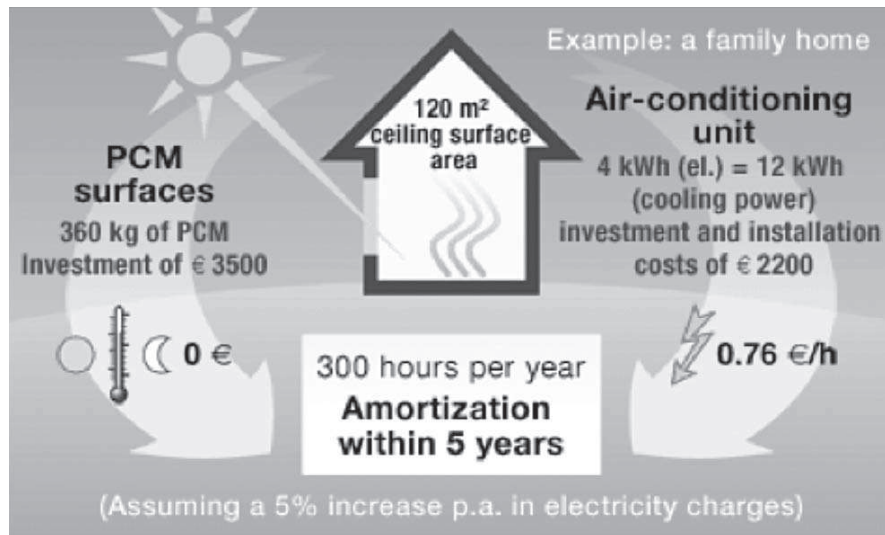 Example: a family home
PCM
surfaces
360 kg of PCM
Investment of € 3500
0 €
120 m²
ceiling surface
area
Air-conditioning
unit
4 kWh (el.) = 12 kWh
(cooling power)
investment and installation
costs of € 2200
0.76 €/h
300 hours per year
Amortization
within 5 years
(Assuming a 5% increase p.a. in electricity charges)